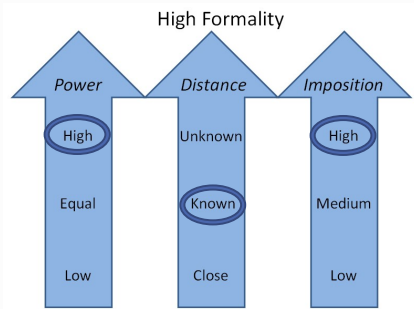 High Formality
Power Distance Imposition
High Unknown High
Equal Known Medium
Low Close Low